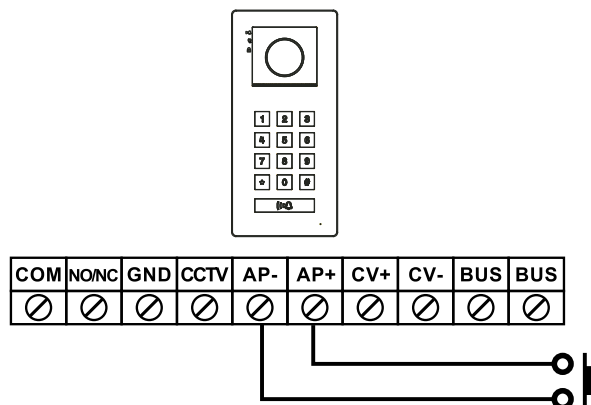 1 2 3
4 5 6
7 8 9
* 0 #
COM NO/NC GND CCTV AP- AP+ CV+ CV- BUS BUS